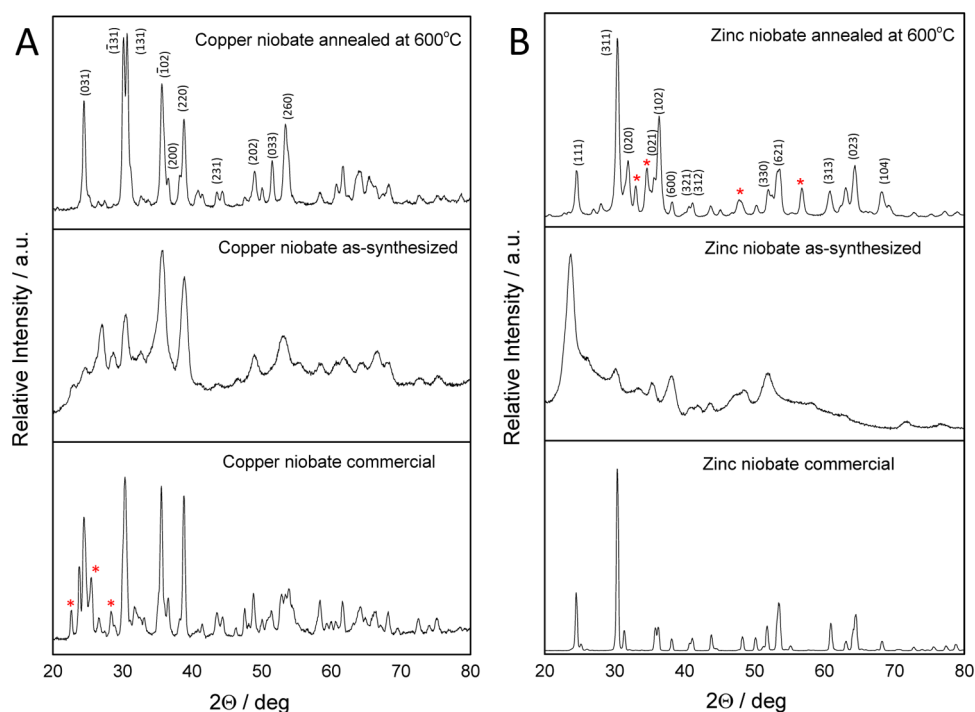 A
Copper niobate annealed at 600°C
(031)
(1̅31)
(131)
(1̅02)
(200)
(220)
(231)
(202)
(033)
(260)
Copper niobate as-synthesized
Copper niobate commercial
*
*
*
Relative Intensity / a.u.
20 30 40 50 60 70 80
2Θ / deg
B
Zinc niobate annealed at 600°C
(111)
(311)
(020)
*
*
(021)
(102)
(600)
(321)
(312)
*
(330)
(621)
*
(313)
(023)
(104)
Zinc niobate as-synthesized
Zinc niobate commercial
Relative Intensity / a.u.
20 30 40 50 60 70 80
2Θ / deg